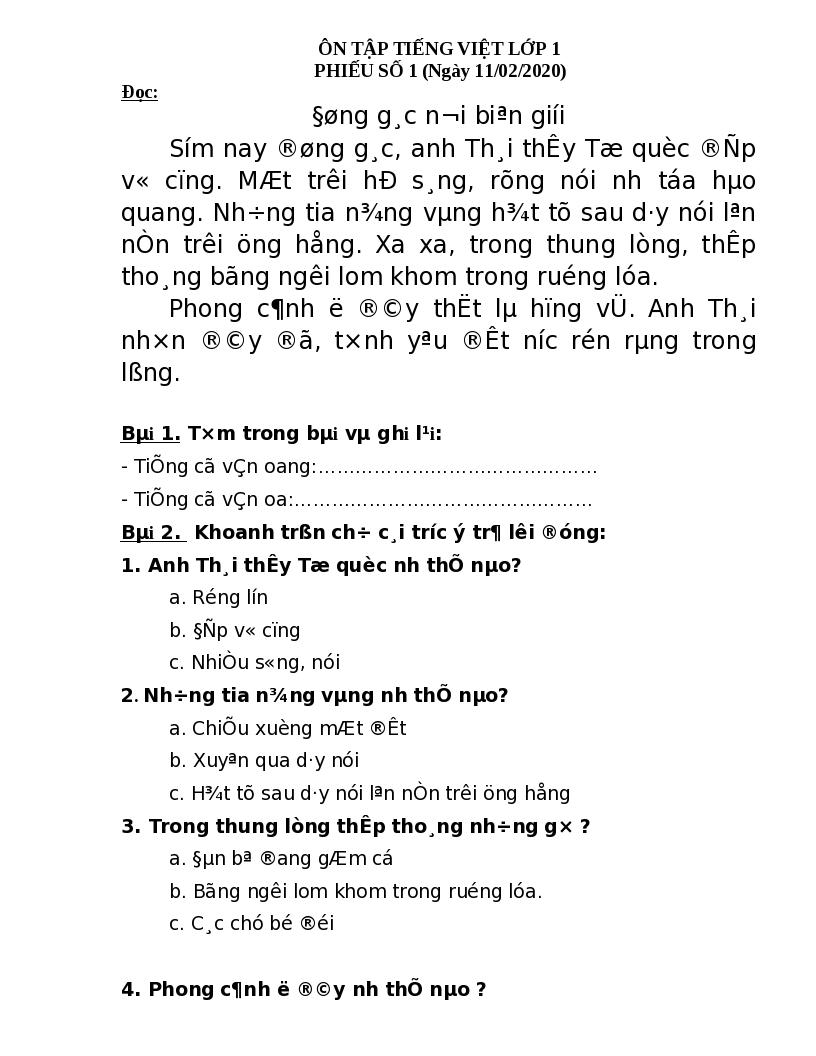 ÔN TẬP TIẾNG VIỆT LỚP 1
PHIẾU SỐ 1 (Ngày 11/02/2020)
Đọc:
§øng g¸c n¬i biªn giíi
Sím nay ®øng g¸c, anh Th¸i thÊy Tæ quèc ®Ñp
v« cïng. MÆt trêi hÐ s¸ng, rõng nói nh táa hµo
quang. Nh÷ng tia n¾ng vµng h¾t tõ sau d·y nói lªn
nÒn trêi öng hång. Xa xa, trong thung lòng, thÊp
tho¸ng bãng ngêi lom khom trong ruéng lóa.
Phong c¶nh ë ®©y thËt lµ hïng vÜ. Anh Th¸i
nh×n ®©y ®ã, t×nh yªu ®Êt níc rén rµng trong
lßng.
Bµi 1. T×m trong bµi vµ ghi l¹i:
- TiÕng cã vÇn oang:………………………………………
- TiÕng cã vÇn oa:…………………………………………
Bµi 2.  Khoanh trßn ch÷ c¸i tríc ý tr¶ lêi ®óng:
1. Anh Th¸i thÊy Tæ quèc nh thÕ nµo?
a. Réng lín
b. §Ñp v« cïng
c. NhiÒu s«ng, nói
2. Nh÷ng tia n¾ng vµng nh thÕ nµo?
a. ChiÕu xuèng mÆt ®Êt
b. Xuyªn qua d·y nói
c. H¾t tõ sau d·y nói lªn nÒn trêi öng hång
3. Trong thung lòng thÊp tho¸ng nh÷ng g× ?
a. §µn bª ®ang gÆm cá
b. Bãng ngêi lom khom trong ruéng lóa.
c. C¸c chó bé ®éi
4. Phong c¶nh ë ®©y nh thÕ nµo ?